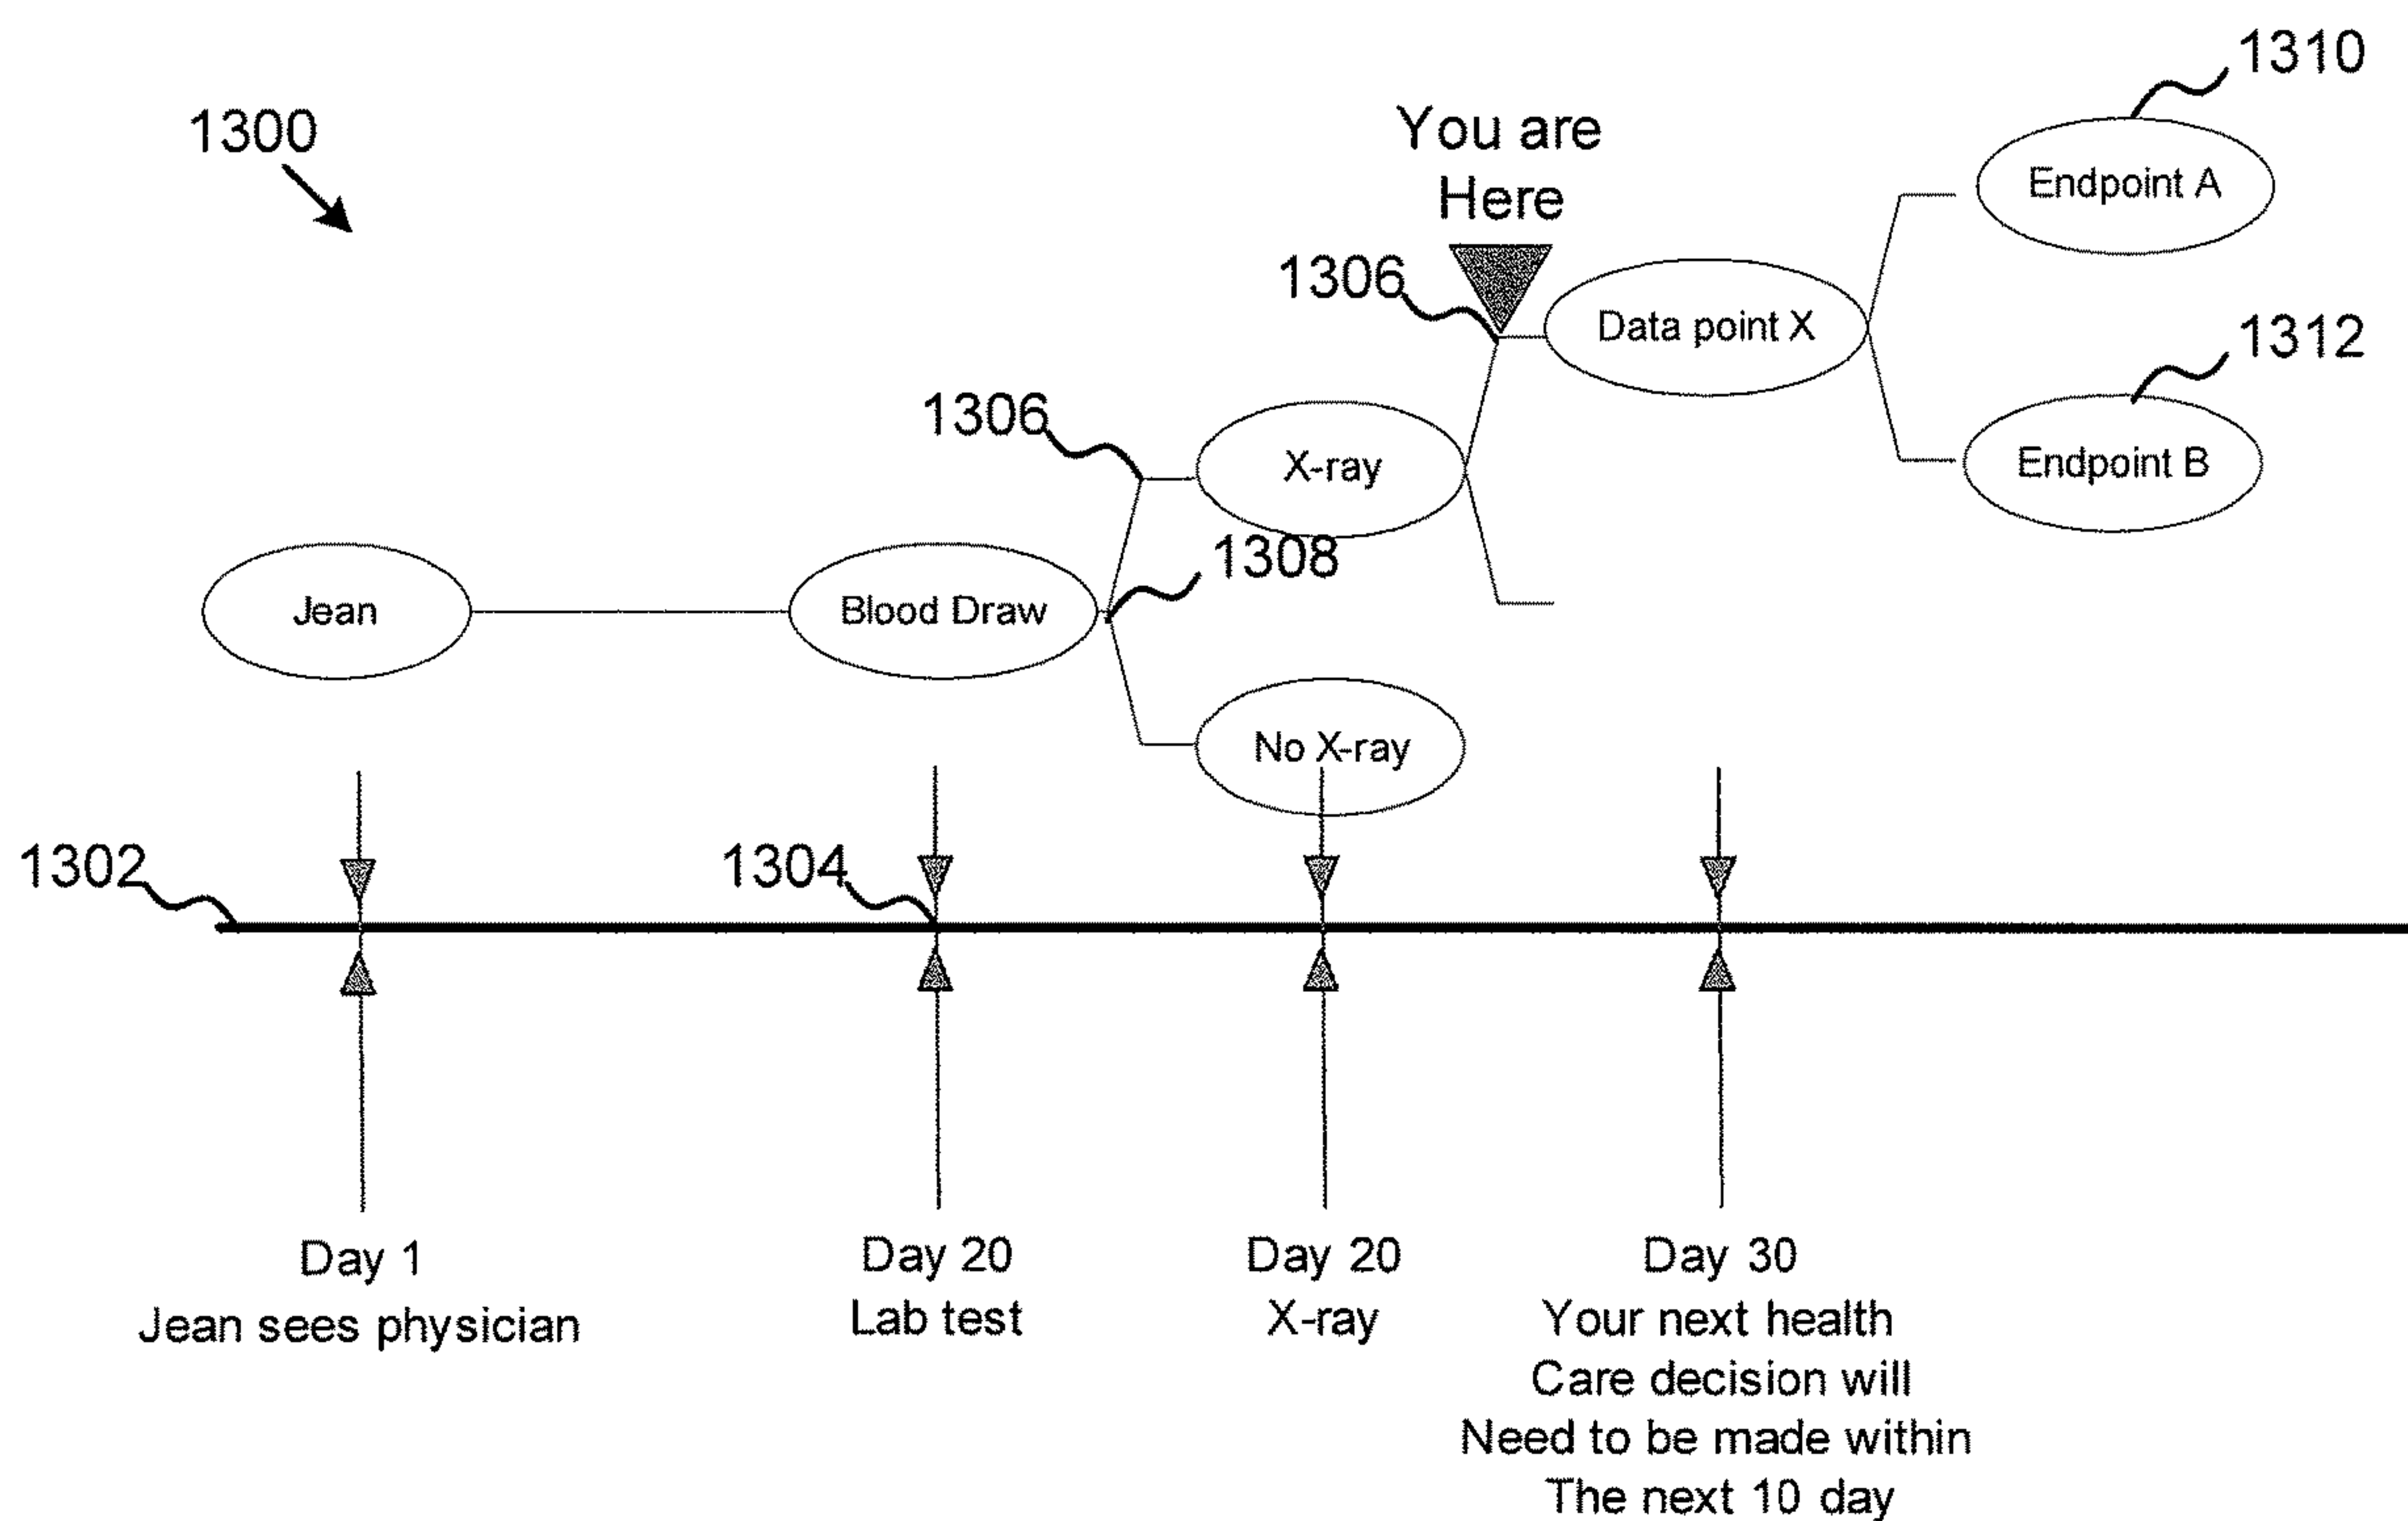 1310
1300
You are
Here
Endpoint A
1306
Data point X
1312
1306
X-ray
Endpoint B
1308
Jean
Blood Draw
No X-ray
1302
1304
Day 1
Jean sees physician
Day 20
Lab test
Day 20
X-ray
Day 30
Your next health
Care decision will
Need to be made within
The next 10 day